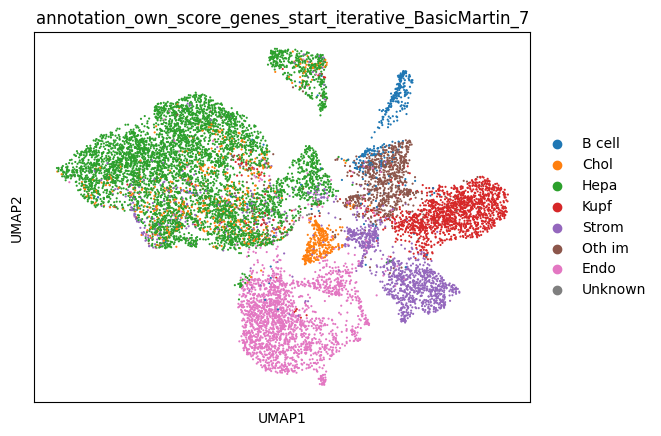 annotation_own_score_genes_start_iterative_BasicMartin_7
B cell
Chol
Hepa
Kupf
Strom
Oth im
Endo
Unknown
UMAP2
UMAP1